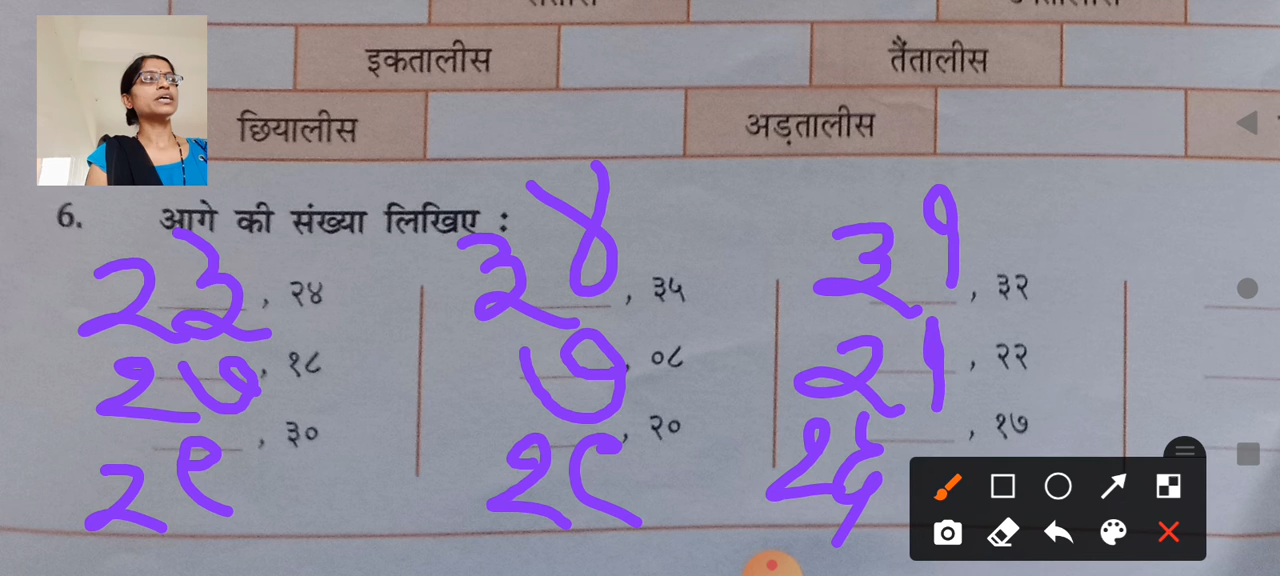 इकतालीस तैंतालीस
छियालीस अड़तालीस
6. आगे की संख्या लिखिए :
२३ , २४ ३४ , ३५ ३१ , ३२
२७ , १८ ७ , ०८ २१ , २२
२९ , ३० २८ , २० २६ , १७